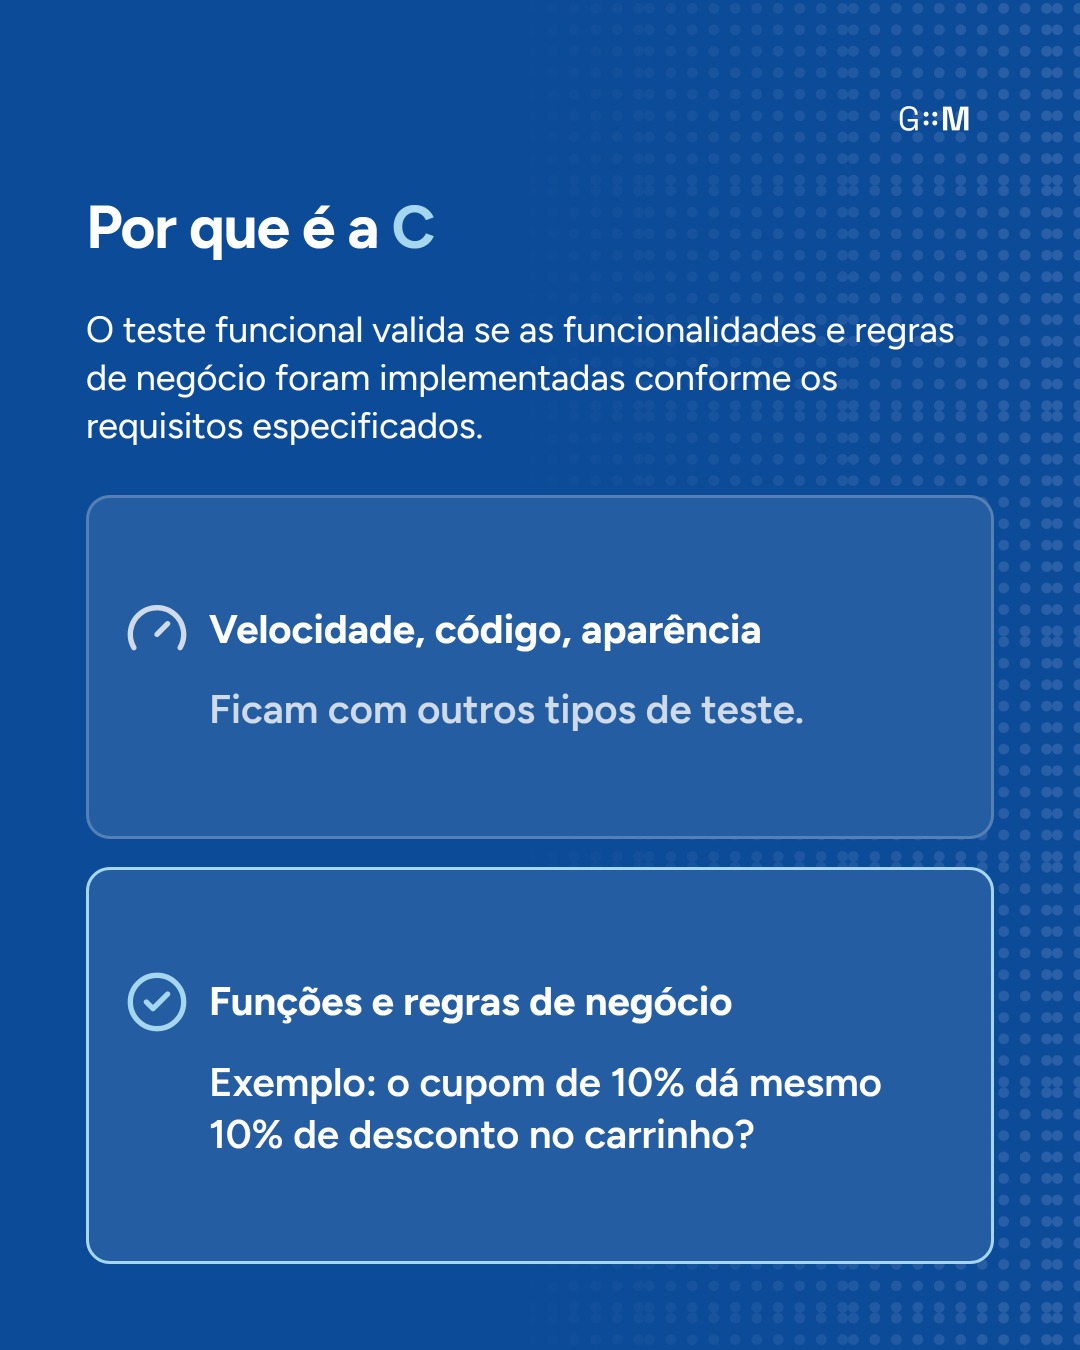 G::M
Por que é a C
O teste funcional valida se as funcionalidades e regras
de negócio foram implementadas conforme os
requisitos especificados.
Velocidade, código, aparência
Ficam com outros tipos de teste.
Funções e regras de negócio
Exemplo: o cupom de 10% dá mesmo
10% de desconto no carrinho?